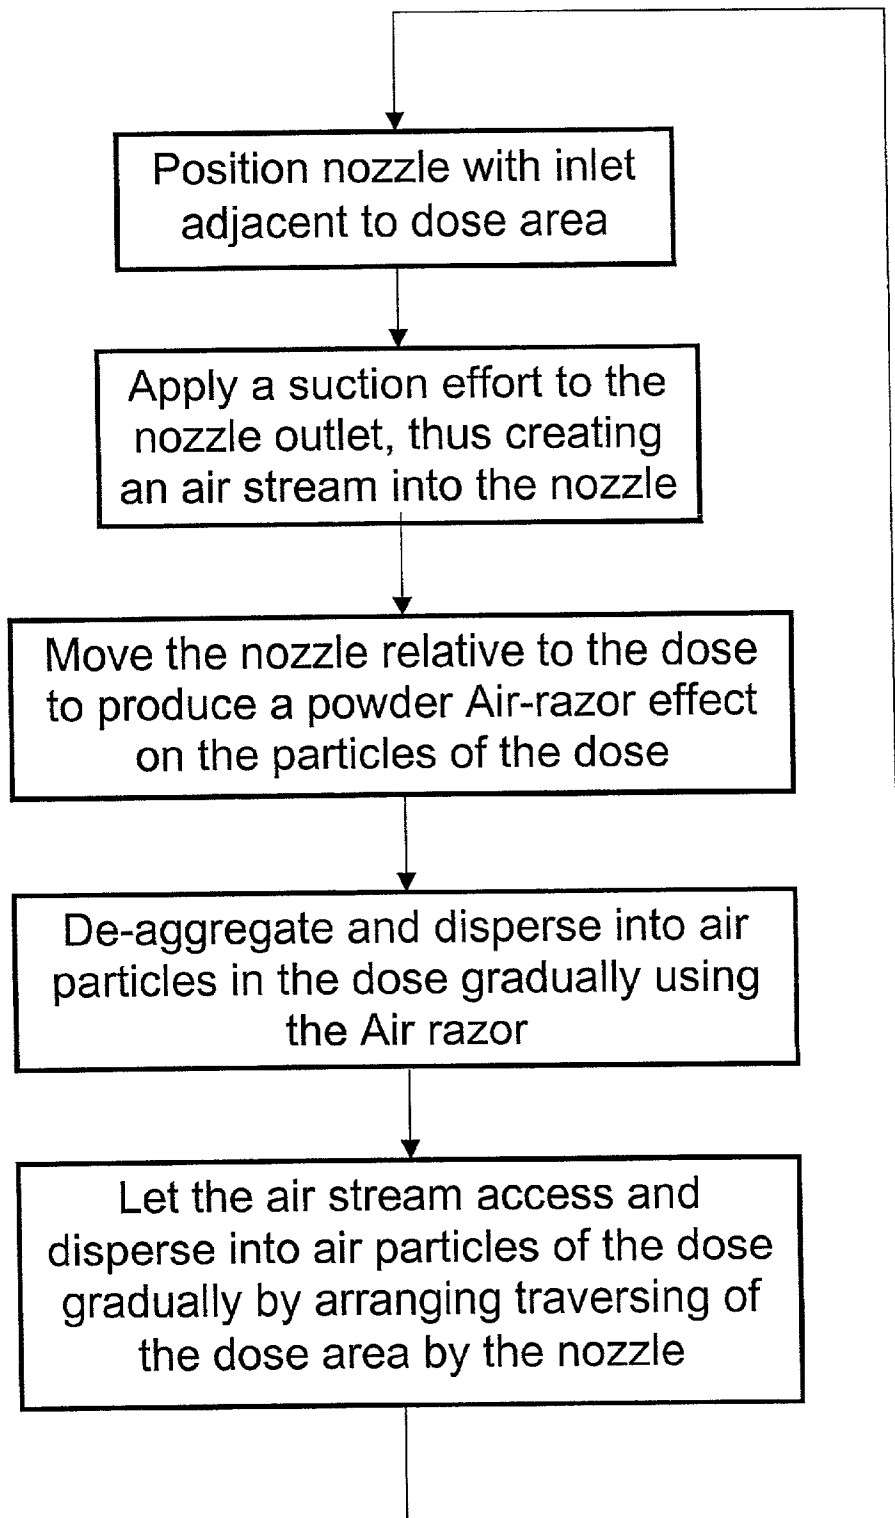 Position nozzle with inlet
adjacent to dose area
Apply a suction effort to the
nozzle outlet, thus creating
an air stream into the nozzle
Move the nozzle relative to the dose
to produce a powder Air-razor effect
on the particles of the dose
De-aggregate and disperse into air
particles in the dose gradually using
the Air razor
Let the air stream access and
disperse into air particles of the dose
gradually by arranging traversing of
the dose area by the nozzle